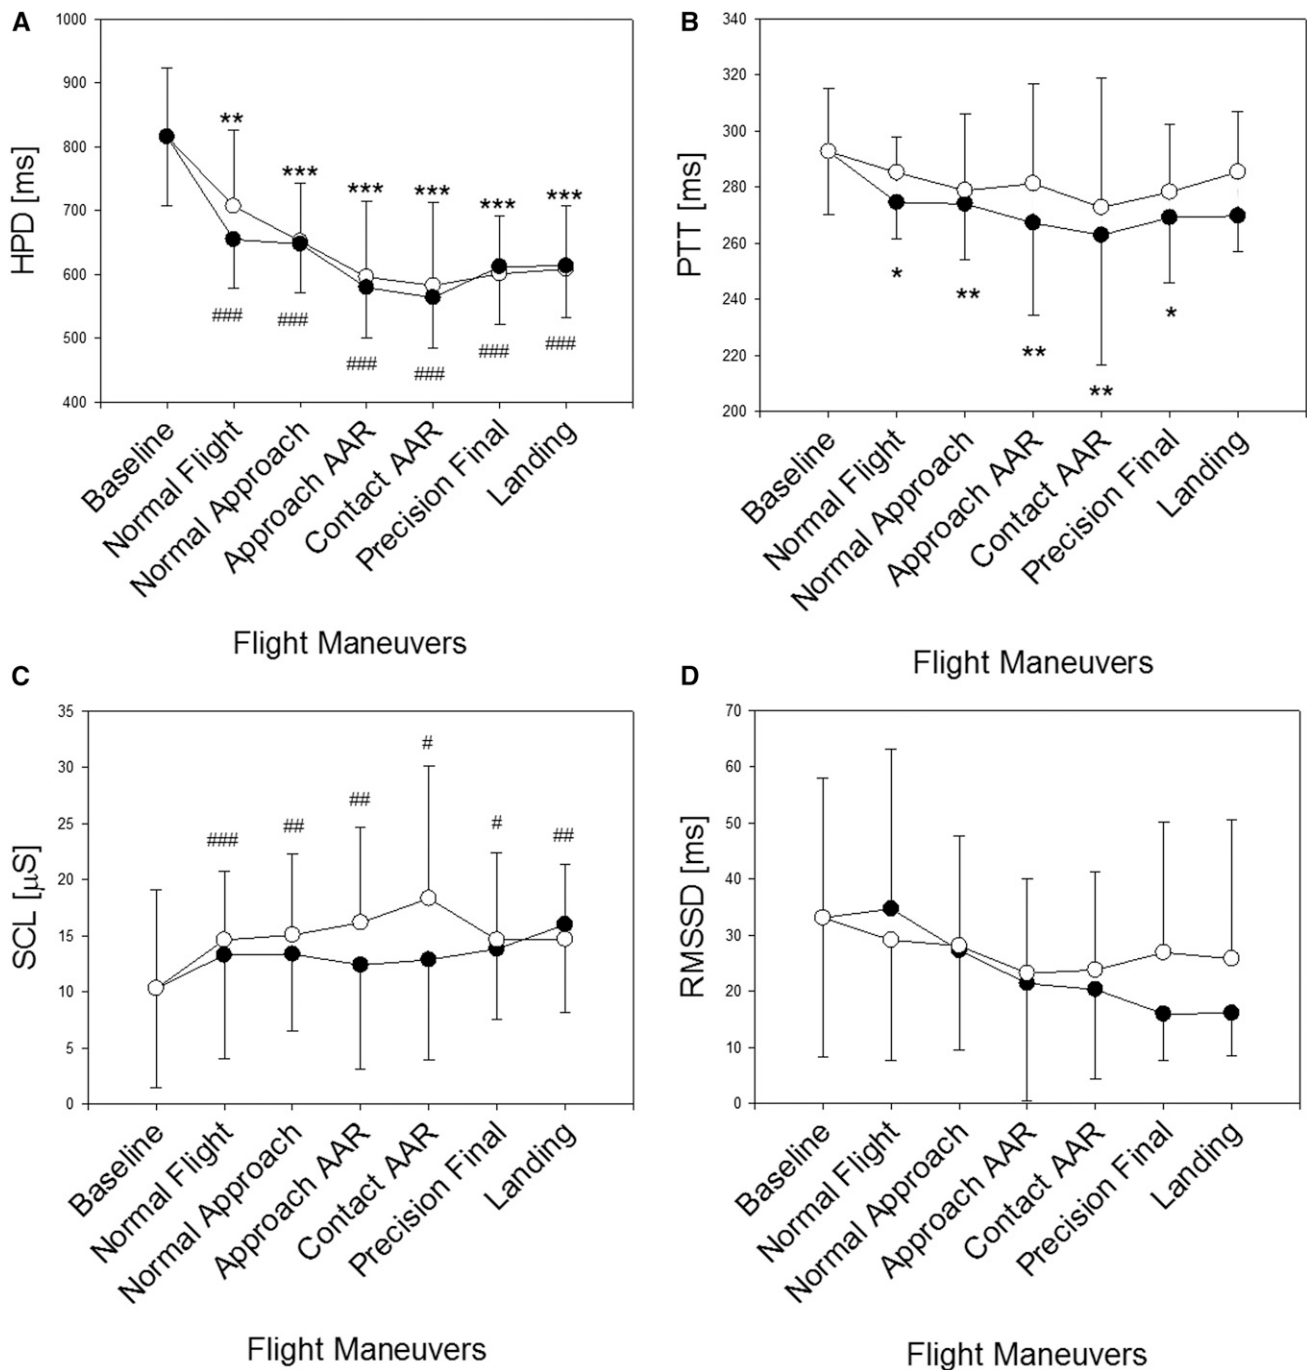 A
HPD [ms]
1000
900
800
700
600
500
400
**
***
***
***
***
***
###
###
###
###
###
###
Baseline
Normal Flight
Normal Approach
Approach AAR
Contact AAR
Precision Final
Landing
Flight Maneuvers
B
PTT [ms]
340
320
300
280
260
240
220
200
*
**
**
**
*
Baseline
Normal Flight
Normal Approach
Approach AAR
Contact AAR
Precision Final
Landing
Flight Maneuvers
C
SCL [μS]
35
30
25
20
15
10
5
0
###
##
##
#
#
##
Baseline
Normal Flight
Normal Approach
Approach AAR
Contact AAR
Precision Final
Landing
Flight Maneuvers
D
RMSSD [ms]
70
60
50
40
30
20
10
0
Baseline
Normal Flight
Normal Approach
Approach AAR
Contact AAR
Precision Final
Landing
Flight Maneuvers